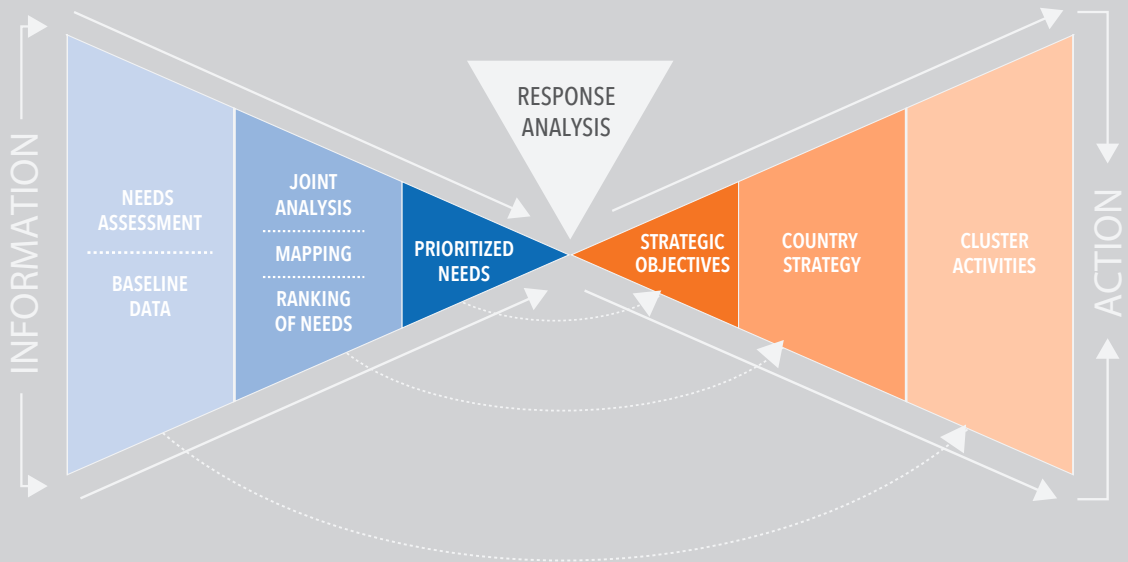 INFORMATION
NEEDS
ASSESSMENT
BASELINE
DATA
JOINT
ANALYSIS
MAPPING
RANKING
OF NEEDS
PRIORITIZED
NEEDS
RESPONSE
ANALYSIS
STRATEGIC
OBJECTIVES
COUNTRY
STRATEGY
CLUSTER
ACTIVITIES
ACTION